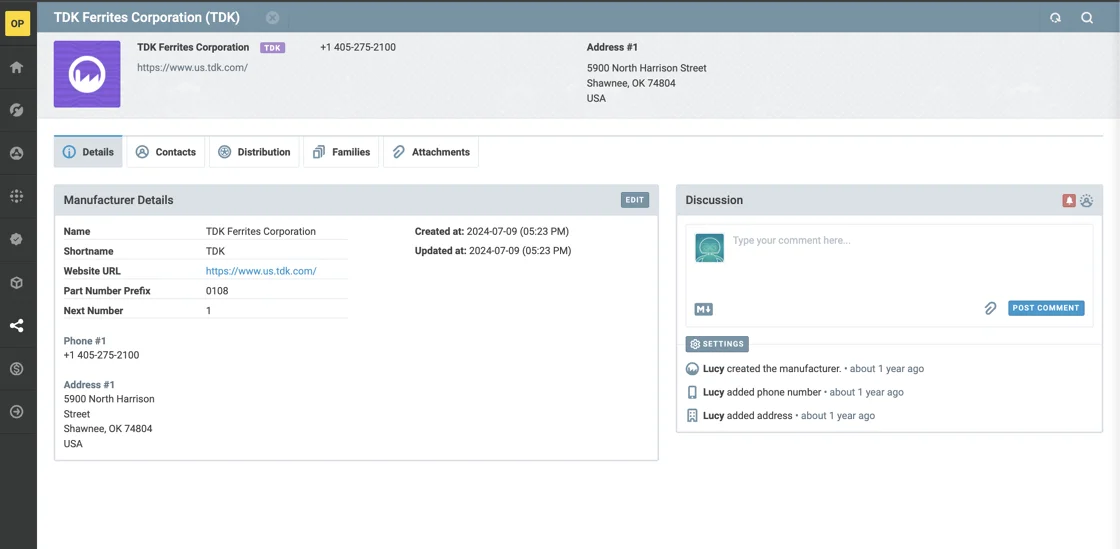 OP
TDK Ferrites Corporation (TDK)
TDK Ferrites Corporation TDK
https://www.us.tdk.com/
+1 405-275-2100
Address #1
5900 North Harrison Street
Shawnee, OK 74804
USA
Details
Contacts
Distribution
Families
Attachments
Manufacturer Details
EDIT
Name TDK Ferrites Corporation
Shortname TDK
Website URL https://www.us.tdk.com/
Part Number Prefix 0108
Next Number 1
Created at: 2024-07-09 (05:23 PM)
Updated at: 2024-07-09 (05:23 PM)
Phone #1
+1 405-275-2100
Address #1
5900 North Harrison
Street
Shawnee, OK 74804
USA
Discussion
Type your comment here...
M
POST COMMENT
SETTINGS
Lucy created the manufacturer. • about 1 year ago
Lucy added phone number • about 1 year ago
Lucy added address • about 1 year ago